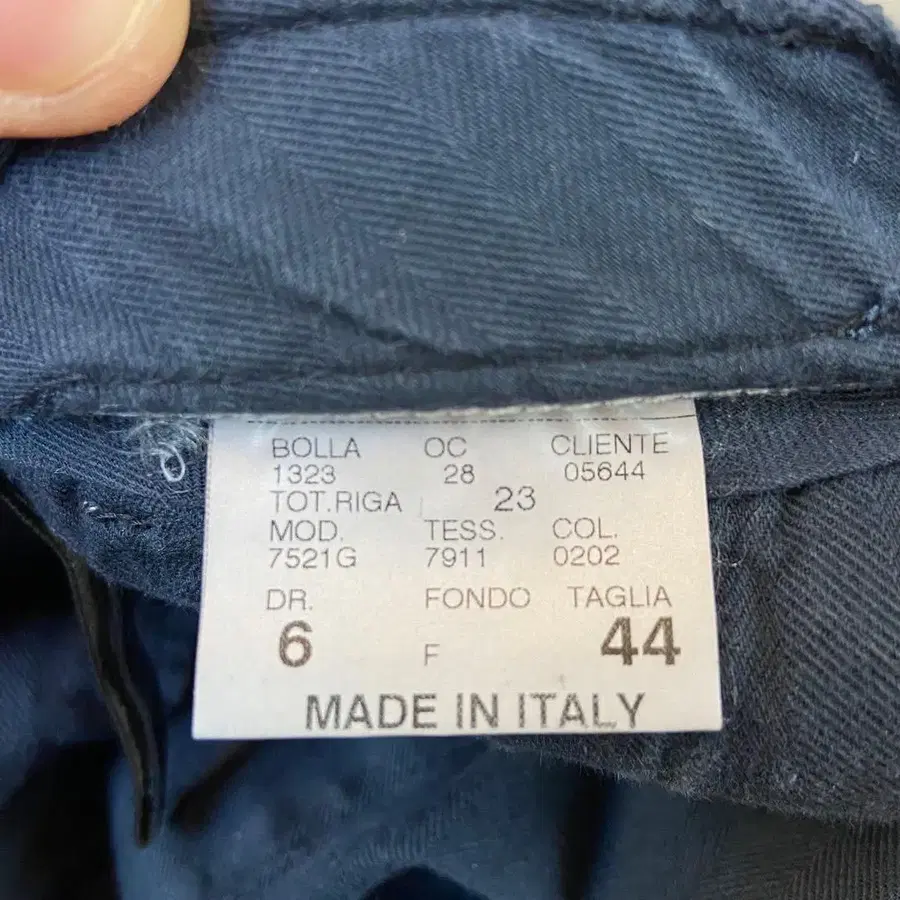 BOLLA OC CLIENTE
1323 28 05644
TOT.RIGA 23
MOD. TESS. COL.
7521G 7911 0202
DR. FONDO TAGLIA
6 F 44
MADE IN ITALY